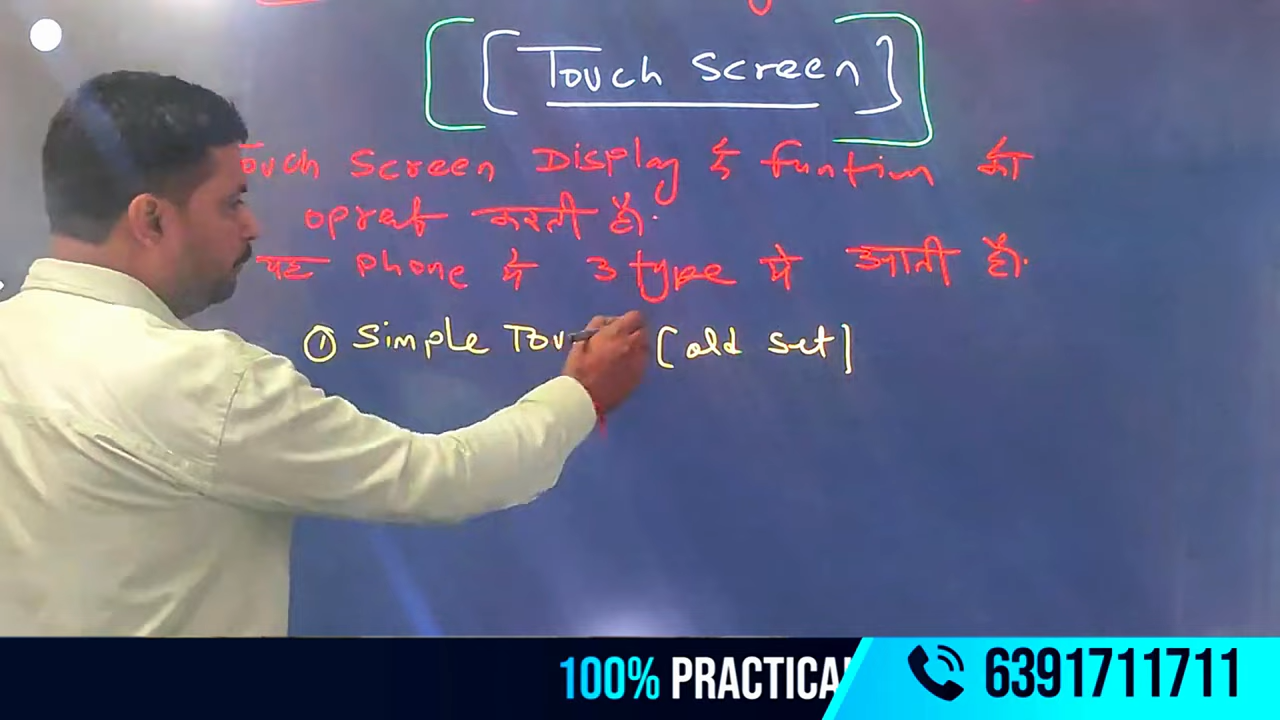 [[Touch Screen]]
Touch Screen Display के funtion को
oprat करती है।
यह phone मे 3 type मे आती है।
① Simple Tou [old set]
100% PRACTICA
6391711711